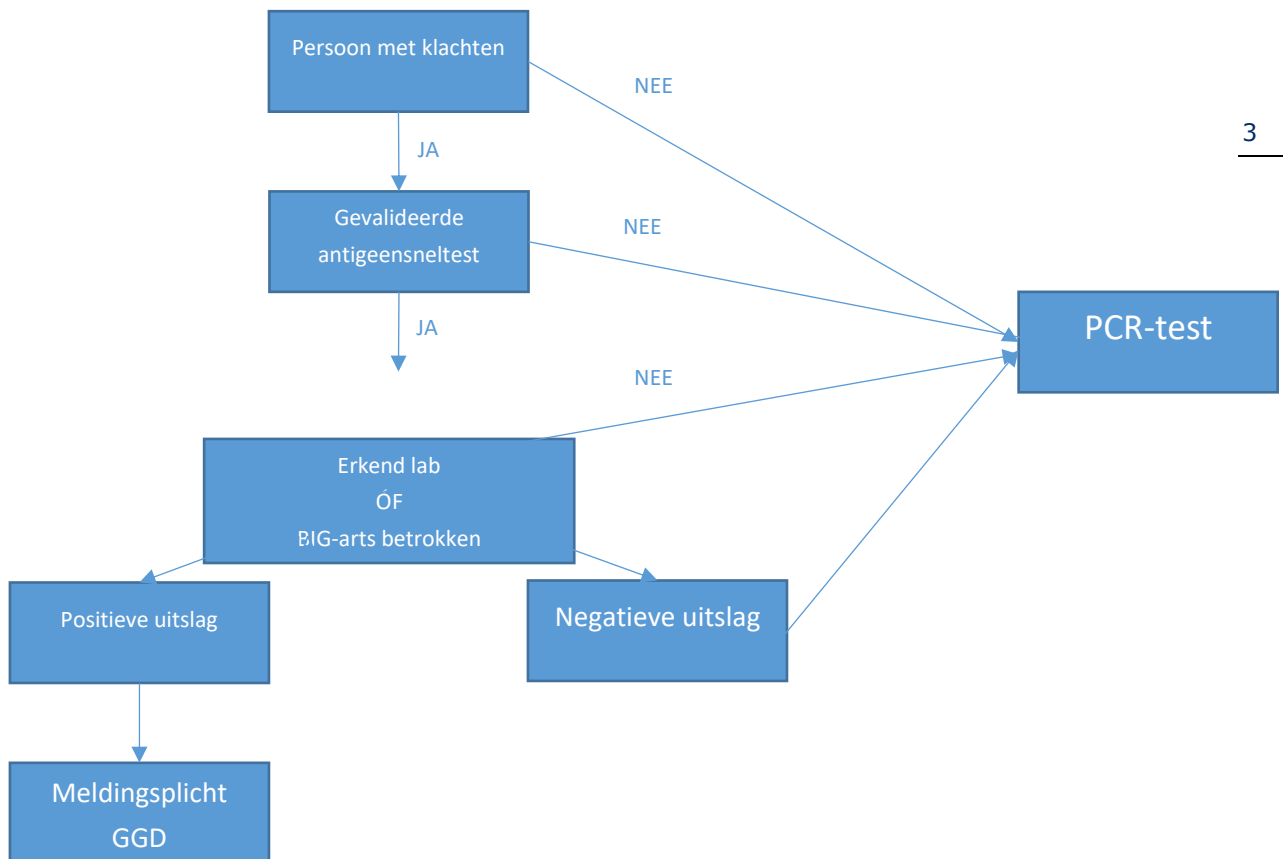 Persoon met klachten
NEE
3
JA
Gevalideerde
antigeensneltest
NEE
JA
PCR-test
NEE
Erkend lab
ÓF
BIG-arts betrokken
Positieve uitslag
Negatieve uitslag
Meldingsplicht
GGD